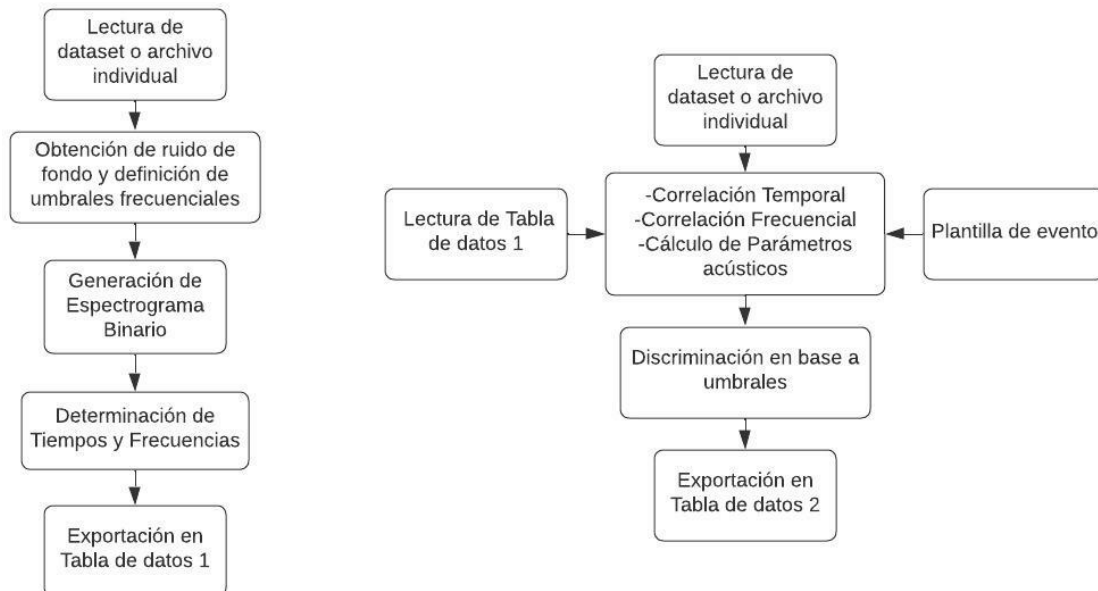 Lectura de
dataset o archivo
individual
Obtención de ruido de
fondo y definición de
umbrales frecuenciales
Generación de
Espectrograma
Binario
Determinación de
Tiempos y Frecuencias
Exportación en
Tabla de datos 1
Lectura de
dataset o archivo
individual
Lectura de Tabla
de datos 1
-Correlación Temporal
-Correlación Frecuencial
-Cálculo de Parámetros
acústicos
Plantilla de evento
Discriminación en base a
umbrales
Exportación en
Tabla de datos 2